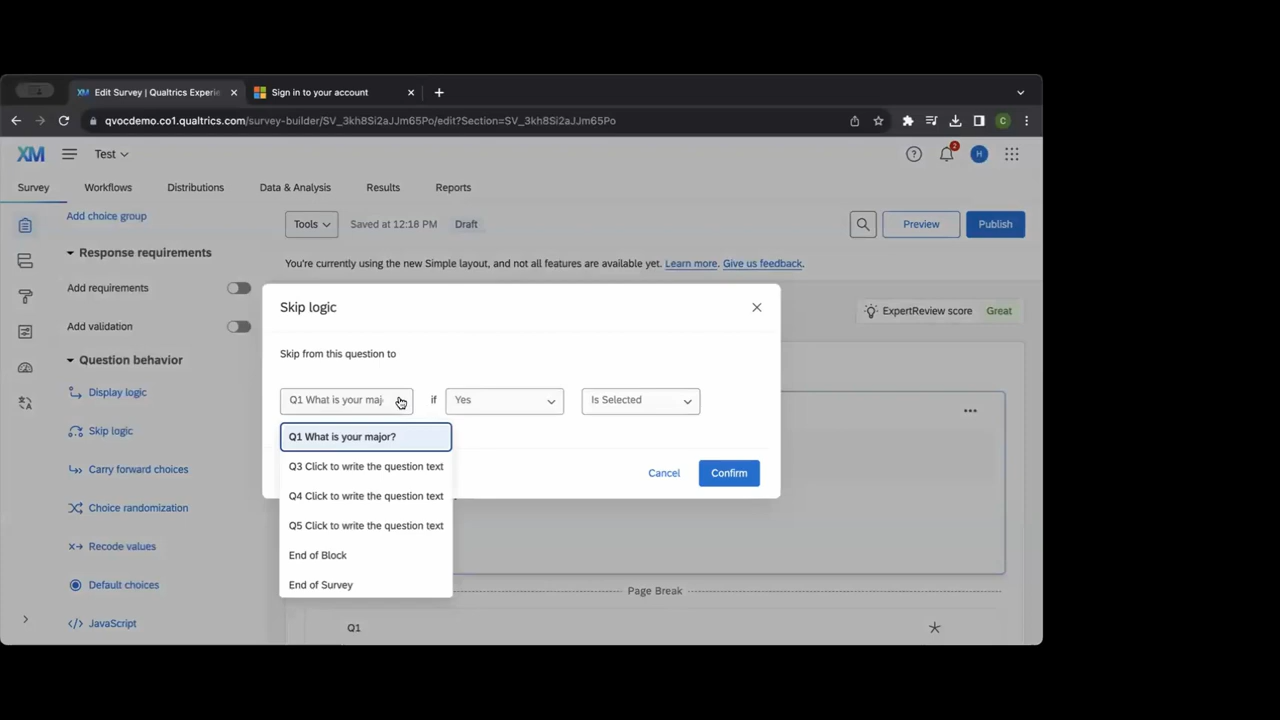 Edit Survey | Qualtrics Experie
Sign in to your account
qvocdemo.co1.qualtrics.com/survey-builder/SV_3kh8Si2aJJm65Po/edit?Section=SV_3kh8Si2aJJm65Po
C
XM
Test
2
H
Survey
Workflows
Distributions
Data & Analysis
Results
Reports
Add choice group
Tools
Saved at 12:18 PM
Draft
Preview
Publish
Response requirements
You're currently using the new Simple layout, and not all features are available yet. Learn more. Give us feedback.
Add requirements
Skip logic
ExpertReview score
Great
Add validation
Skip from this question to
Question behavior
Display logic
Q1 What is your maj
if
Yes
Is Selected
Skip logic
Q1 What is your major?
Carry forward choices
Q3 Click to write the question text
Cancel
Confirm
Choice randomization
Q4 Click to write the question text
Q5 Click to write the question text
Recode values
End of Block
Default choices
End of Survey
Page Break
JavaScript
Q1